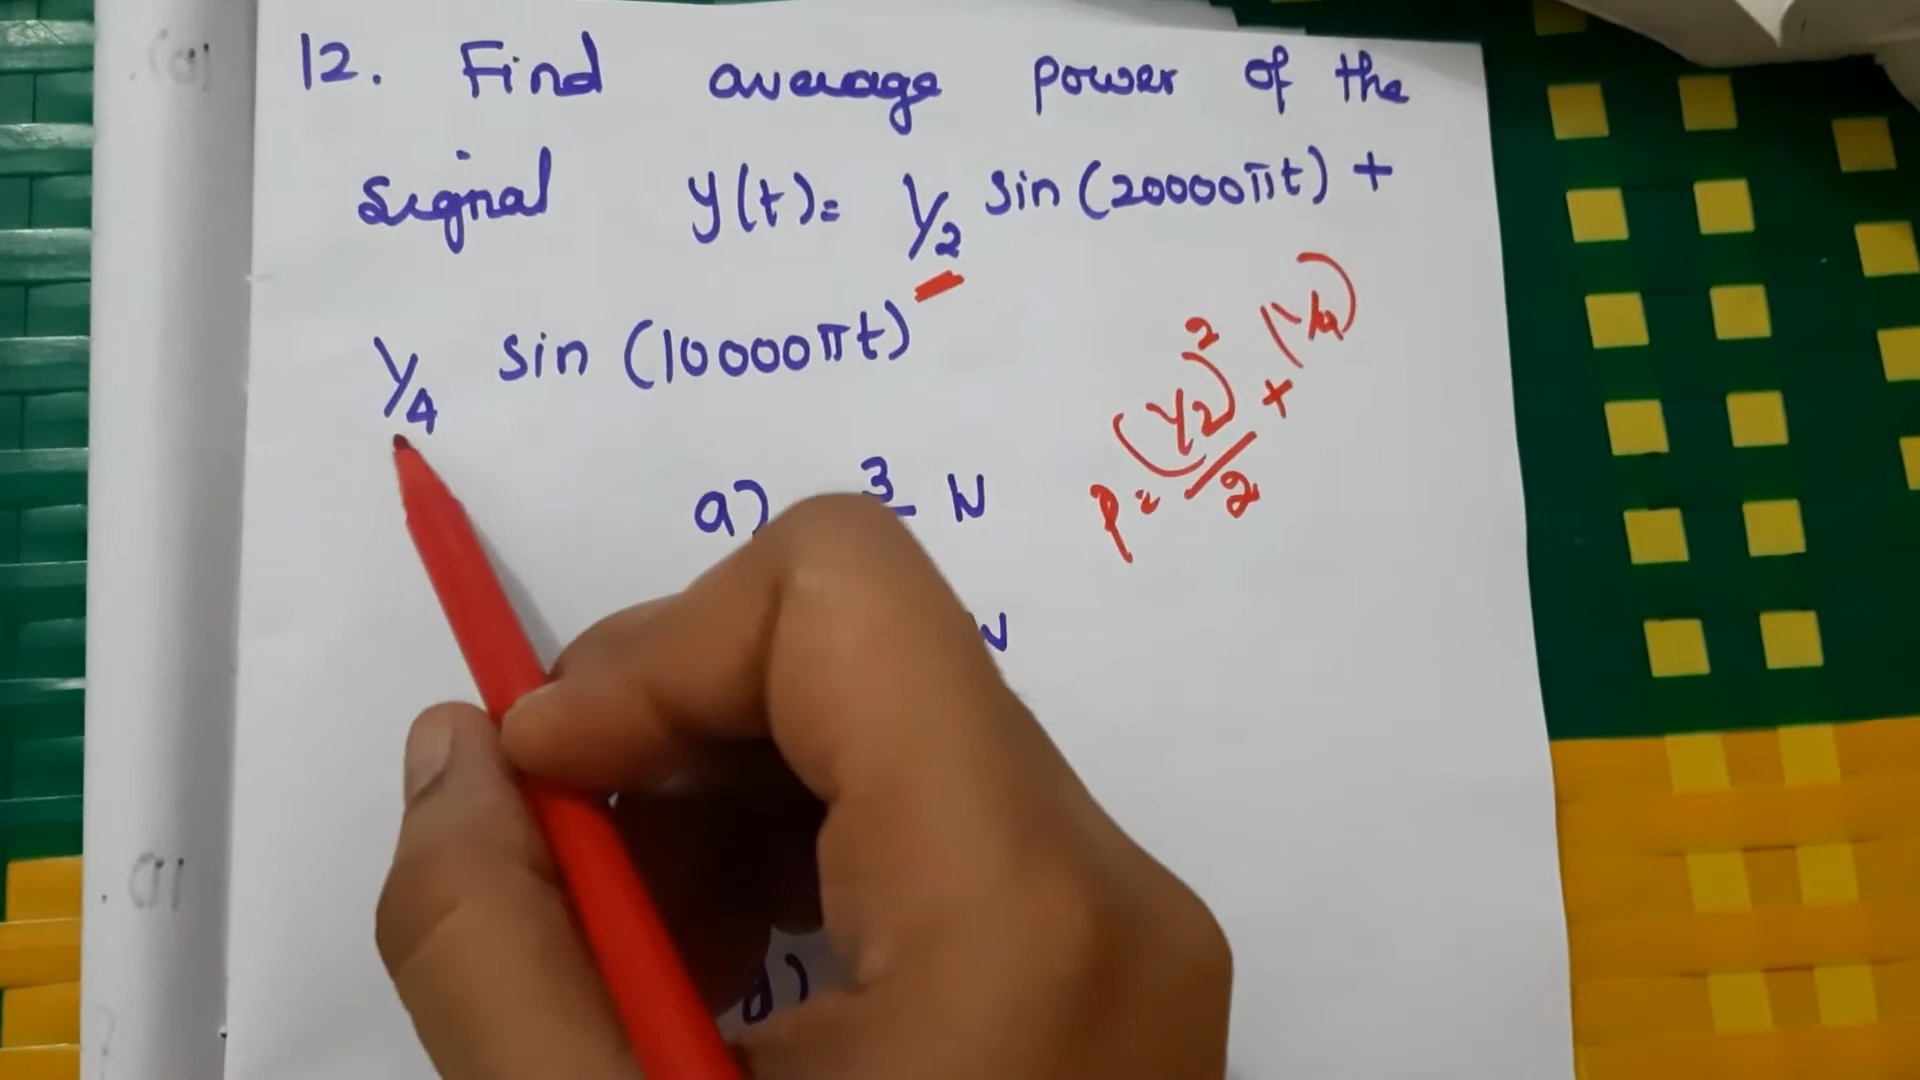 12. Find average power of the
signal y(t)= 1/2 sin(20000πt) +
1/4 sin (10000πt)
(1/2)² + (1/4)
P = 2
a) 3 W
W
d)